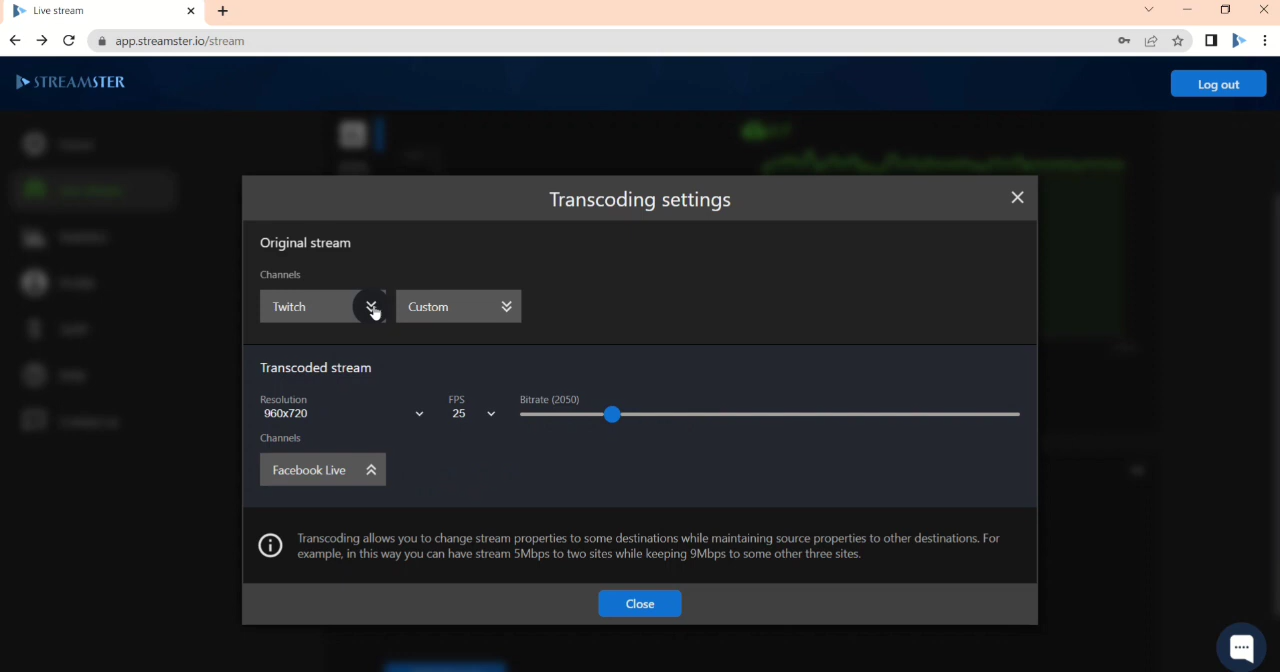 Live stream
app.streamster.io/stream
STREAMSTER
Log out
Transcoding settings
Original stream
Channels
Twitch
Custom
Transcoded stream
Resolution
FPS
Bitrate (2050)
960x720
25
Channels
Facebook Live
Transcoding allows you to change stream properties to some destinations while maintaining source properties to other destinations. For
example, in this way you can have stream 5Mbps to two sites while keeping 9Mbps to some other three sites.
Close